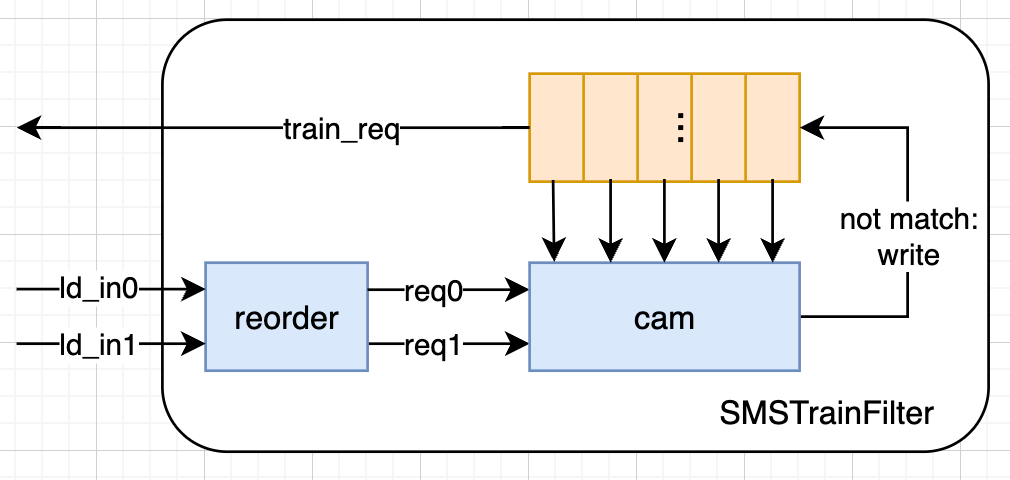 train_req
not match:
write
ld_in0
req0
reorder
cam
ld_in1
req1
SMSTrainFilter